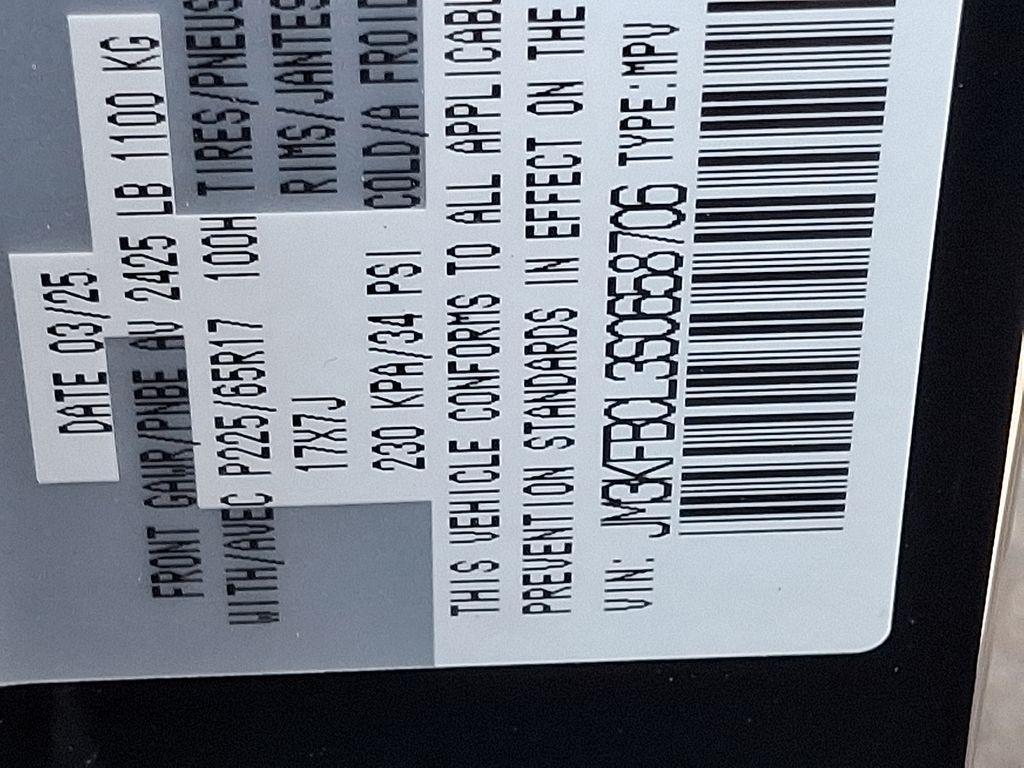 DATE 03/25
FRONT GAWR/PNBE AV 2425 LB 1100 KG
WITH/AVEC P225/65R17 100H TIRES/PNEUS
17X7J RIMS/JANTES
230 KPA/34 PSI COLD/A FROID
THIS VEHICLE CONFORMS TO ALL APPLICABL
PREVENTION STANDARDS IN EFFECT ON THE
VIN: JM3KFBCL3S0658706 TYPE:MPV